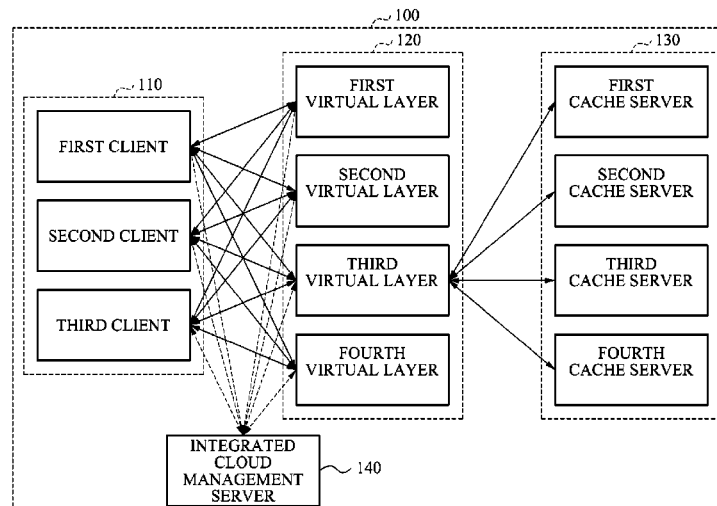 100
110
120
130
FIRST CLIENT
SECOND CLIENT
THIRD CLIENT
FIRST
VIRTUAL LAYER
SECOND
VIRTUAL LAYER
THIRD
VIRTUAL LAYER
FOURTH
VIRTUAL LAYER
FIRST
CACHE SERVER
SECOND
CACHE SERVER
THIRD
CACHE SERVER
FOURTH
CACHE SERVER
INTEGRATED
CLOUD
MANAGEMENT
SERVER
140